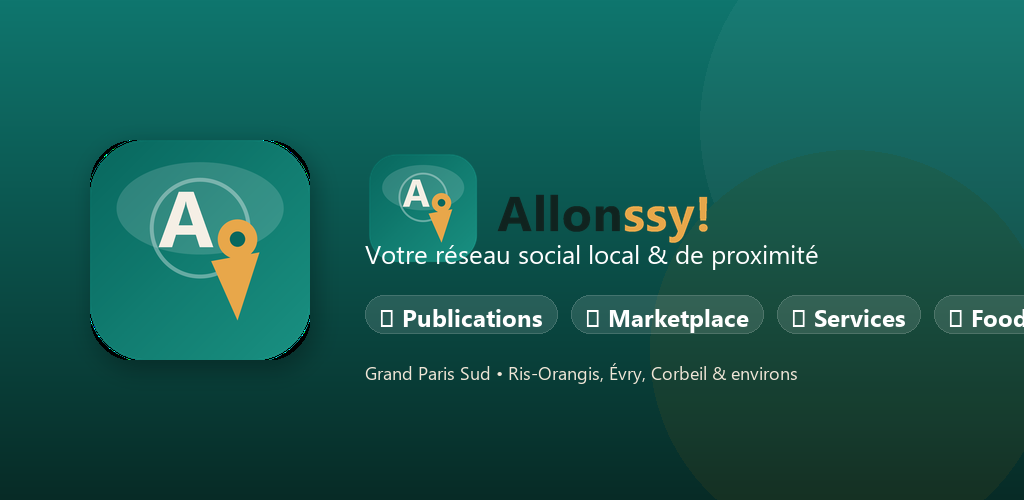 A
A
Allonssy!
Votre réseau social local & de proximité
Publications Marketplace Services Food
Grand Paris Sud • Ris-Orangis, Évry, Corbeil & environs